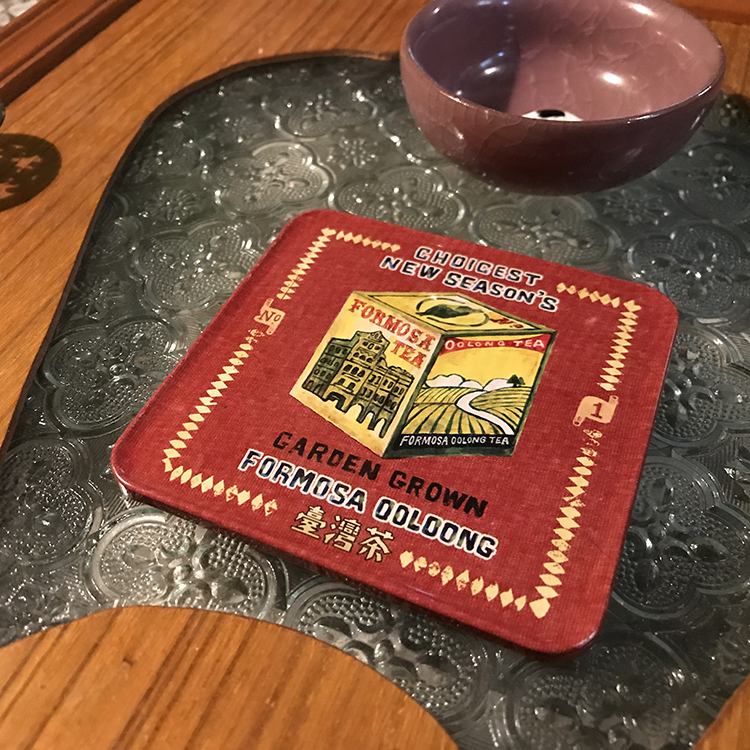 CHOICEST
NEW SEASON'S
No
1
FORMOSA
TEA
OOLONG TEA
FORMOSA OOLONG TEA
GARDEN GROWN
FORMOSA OOLOONG
臺灣茶